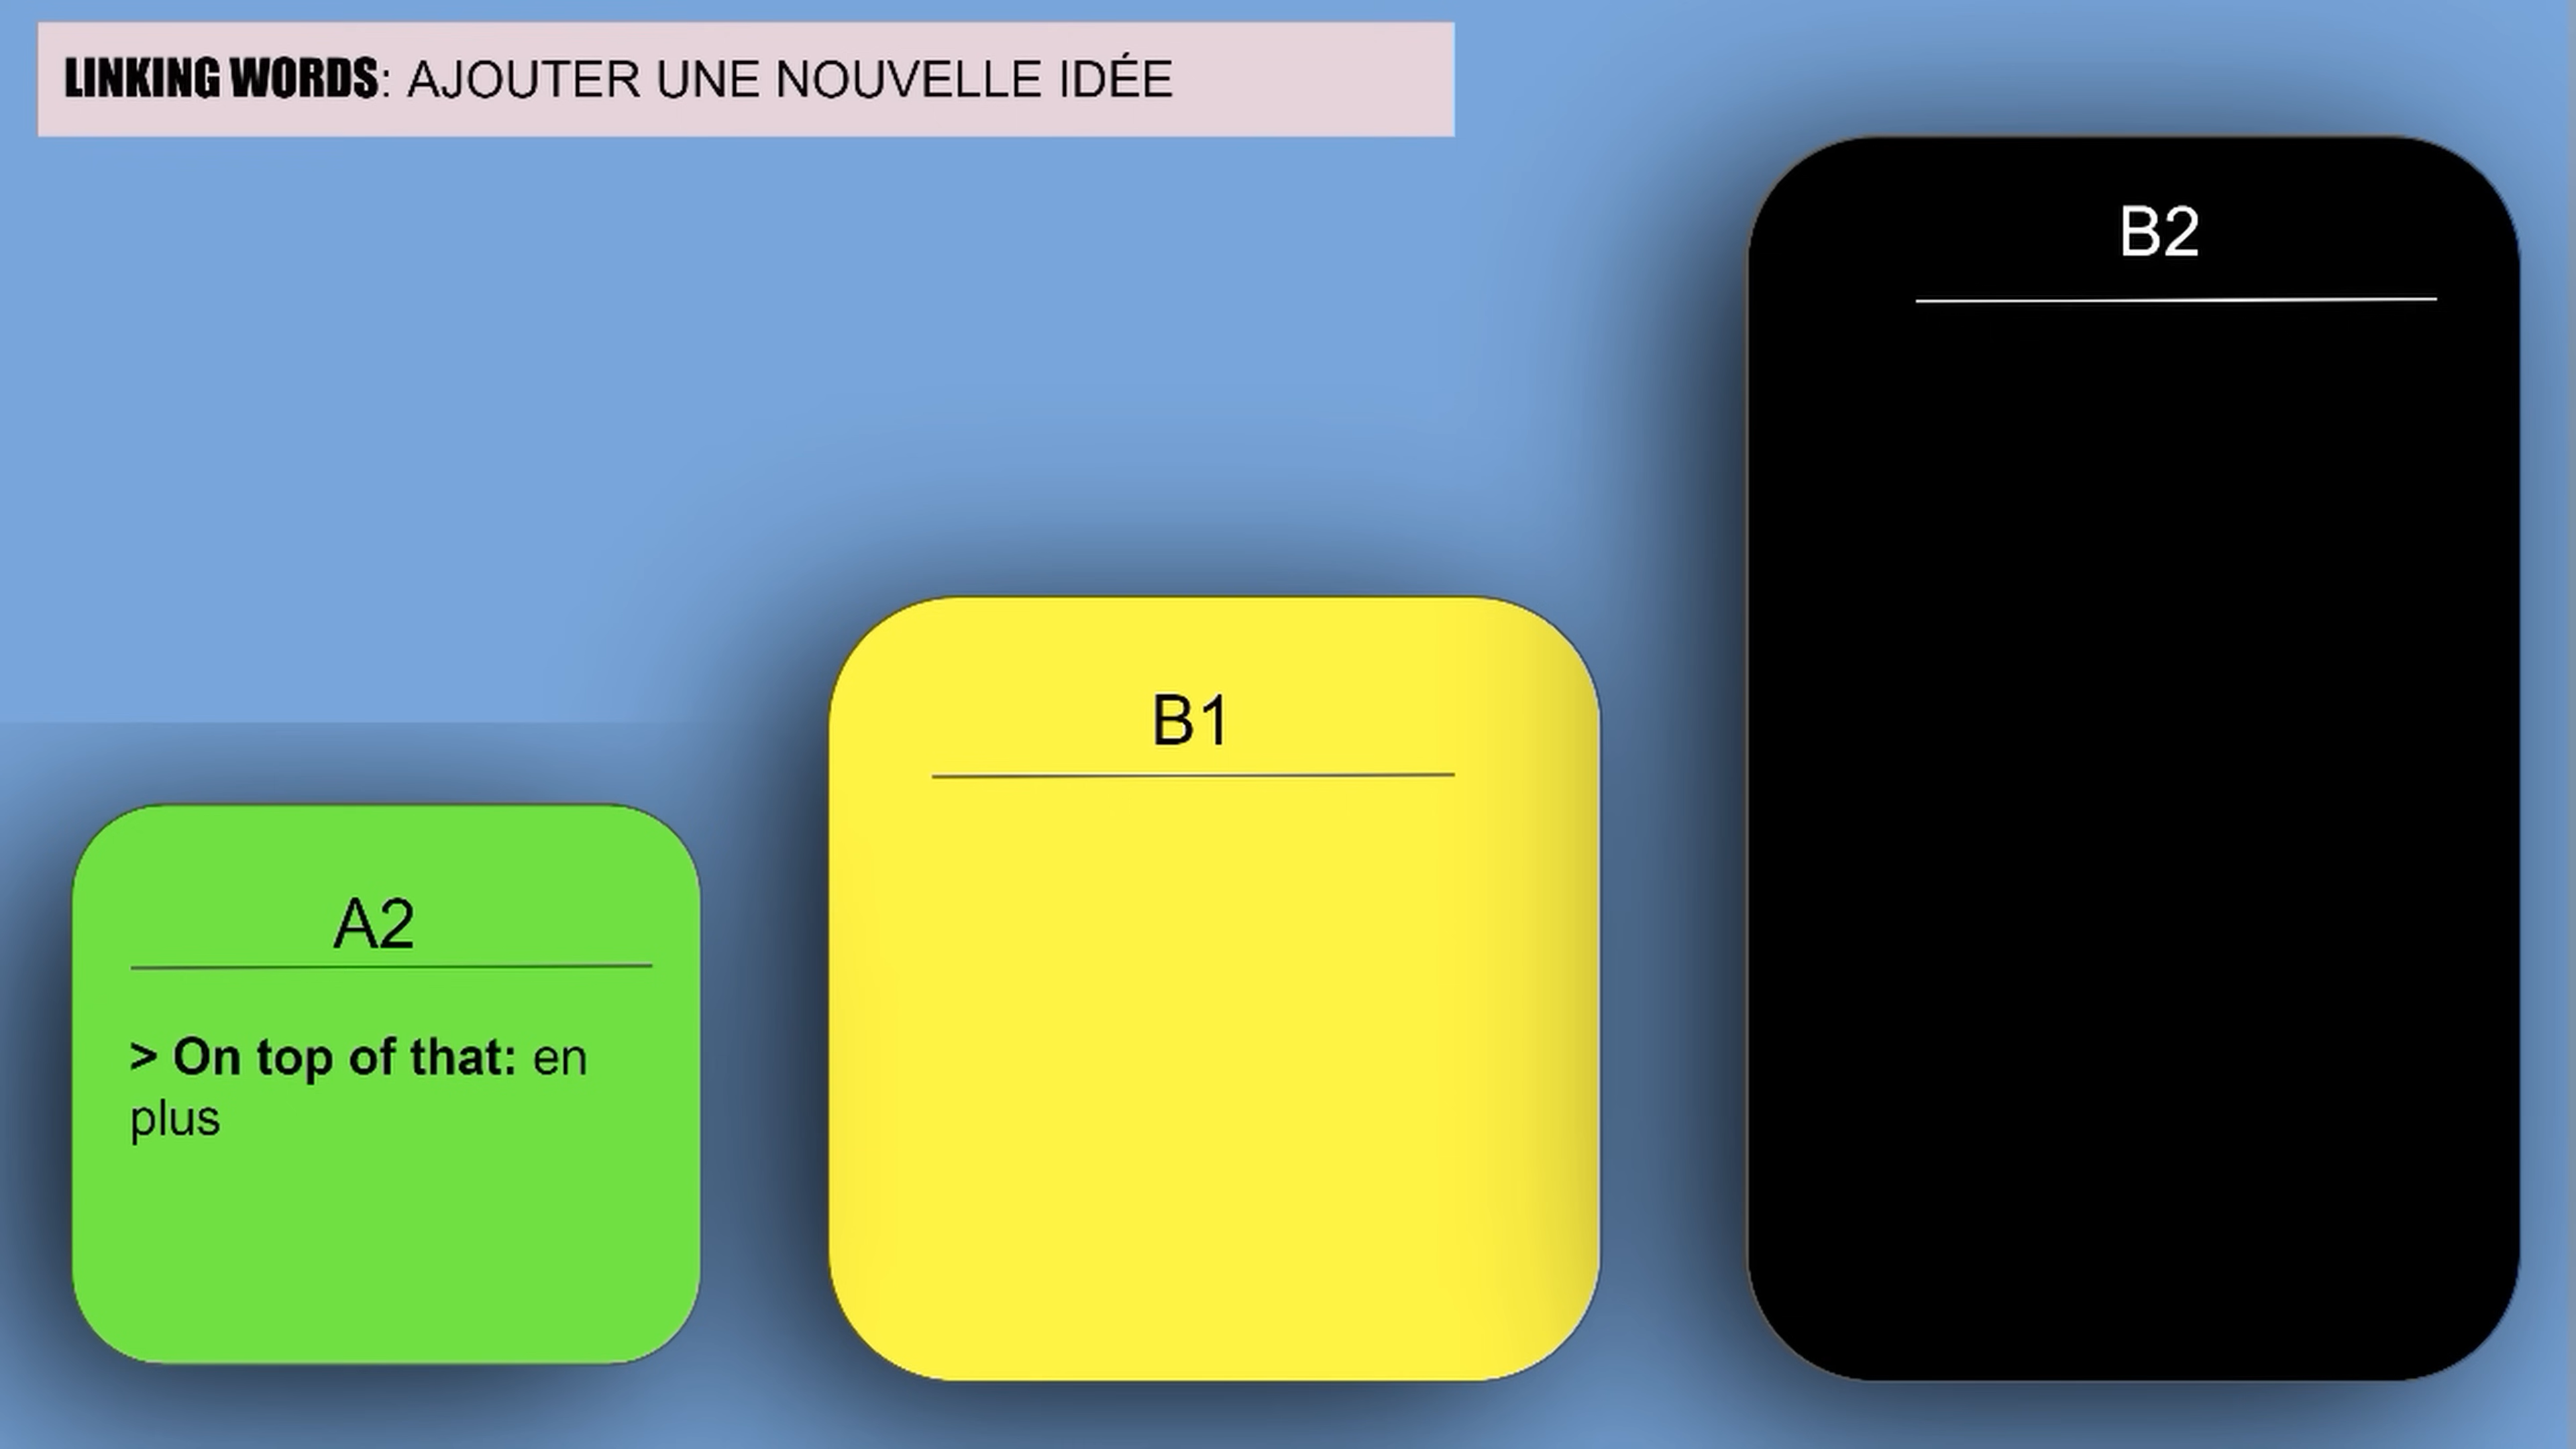 LINKING WORDS: AJOUTER UNE NOUVELLE IDÉE
B2
B1
A2
> On top of that: en
plus